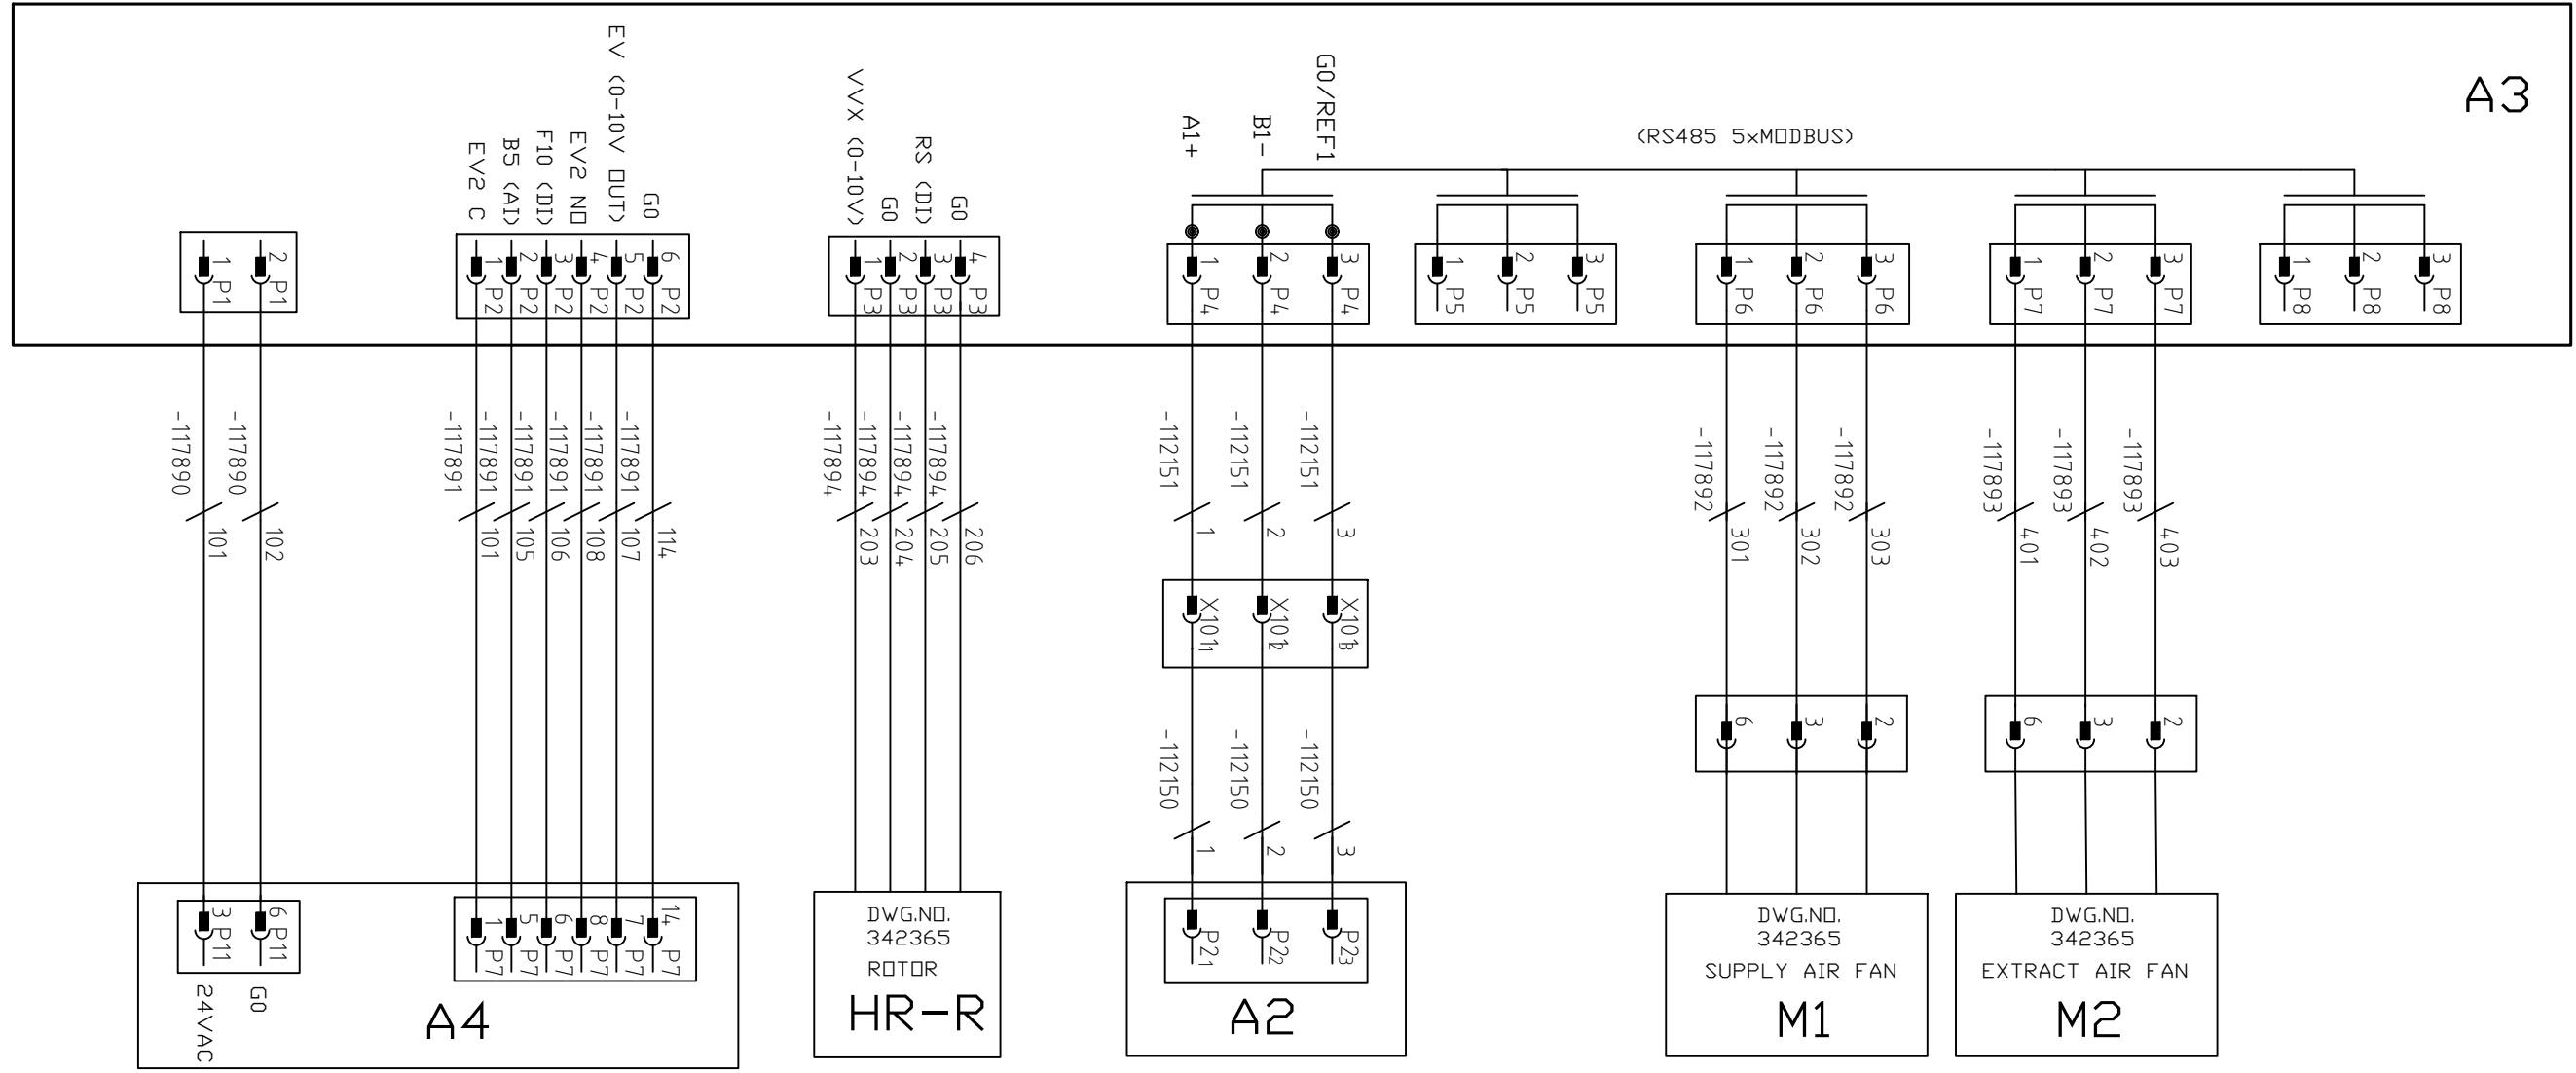 A3
(RS485 5xMODBUS)
EV2 C
B5 (AI)
F10 (DI)
EV2 NO
EV (0-10V OUT)
G0
VVX (0-10V)
G0
RS (DI)
G0
A1+
B1-
G0/REF1
1 P1
2 P1
1 P2
2 P2
3 P2
4 P2
5 P2
6 P2
1 P3
2 P3
3 P3
4 P3
1 P4
2 P4
3 P4
1 P5
2 P5
3 P5
1 P6
2 P6
3 P6
1 P7
2 P7
3 P7
1 P8
2 P8
3 P8
-117890
-117890
-117891
-117891
-117891
-117891
-117891
-117891
-117894
-117894
-117894
-117894
-112151
-112151
-112151
-117892
-117892
-117892
-117893
-117893
-117893
101
102
101
105
106
108
107
114
203
204
205
206
1
2
3
301
302
303
401
402
403
X101 1
X101 2
X101 3
6
3
2
6
3
2
-112150
-112150
-112150
1
2
3
3 P11
6 P11
24VAC
G0
1 P7
5 P7
6 P7
8 P7
7 P7
14 P7
A4
DWG.NO.
342365
ROTOR
HR-R
P2 1
P2 2
P2 3
A2
DWG.NO.
342365
SUPPLY AIR FAN
M1
DWG.NO.
342365
EXTRACT AIR FAN
M2